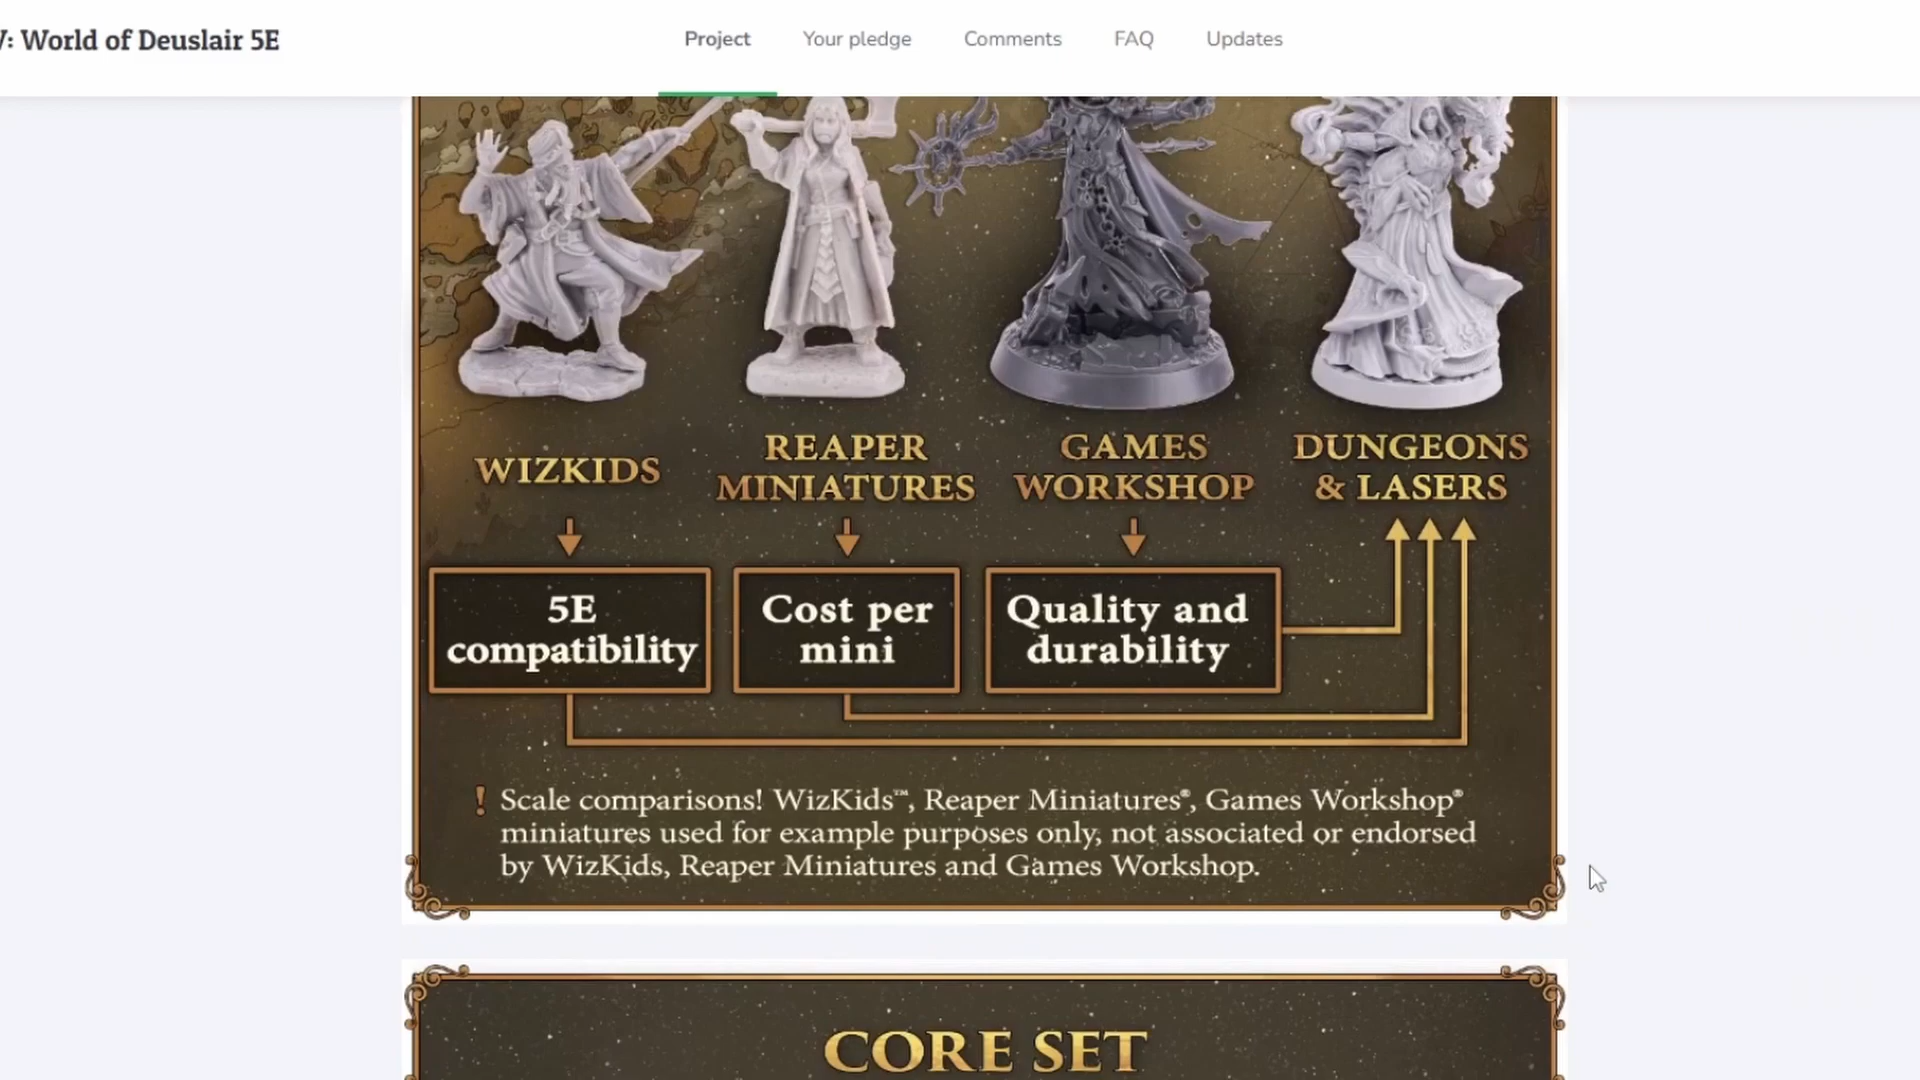 : World of Deuslair 5E
Project
Your pledge
Comments
FAQ
Updates
WIZKIDS
REAPER
MINIATURES
GAMES
WORKSHOP
DUNGEONS
& LASERS
5E
compatibility
Cost per
mini
Quality and
durability
! Scale comparisons! WizKids™, Reaper Miniatures®, Games Workshop®
miniatures used for example purposes only, not associated or endorsed
by WizKids, Reaper Miniatures and Games Workshop.
CORE SET